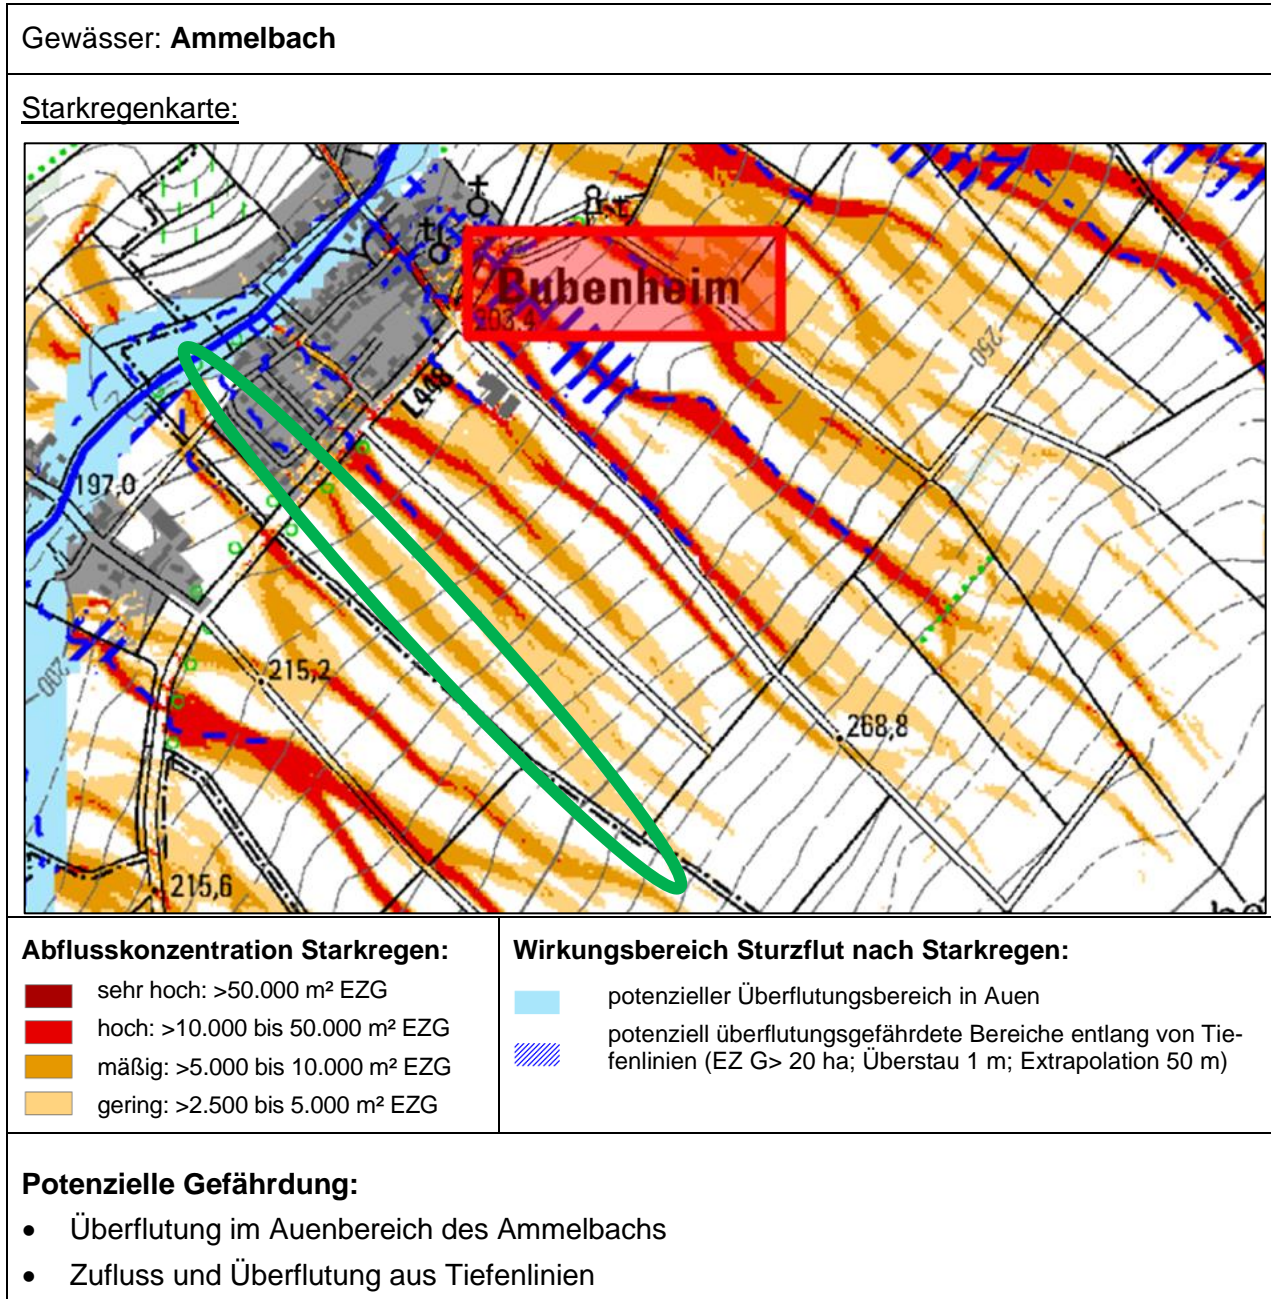 Gewässer: Ammelbach
Starkregenkarte:
Bubenheim
203,4
250
L448
197,0
200
215,2
268,8
215,6
Abflusskonzentration Starkregen:
sehr hoch: >50.000 m² EZG
hoch: >10.000 bis 50.000 m² EZG
mäßig: >5.000 bis 10.000 m² EZG
gering: >2.500 bis 5.000 m² EZG
Wirkungsbereich Sturzflut nach Starkregen:
potenzieller Überflutungsbereich in Auen
potenziell überflutungsgefährdete Bereiche entlang von Tie-
fenlinien (EZ G> 20 ha; Überstau 1 m; Extrapolation 50 m)
Potenzielle Gefährdung:
• Überflutung im Auenbereich des Ammelbachs
• Zufluss und Überflutung aus Tiefenlinien